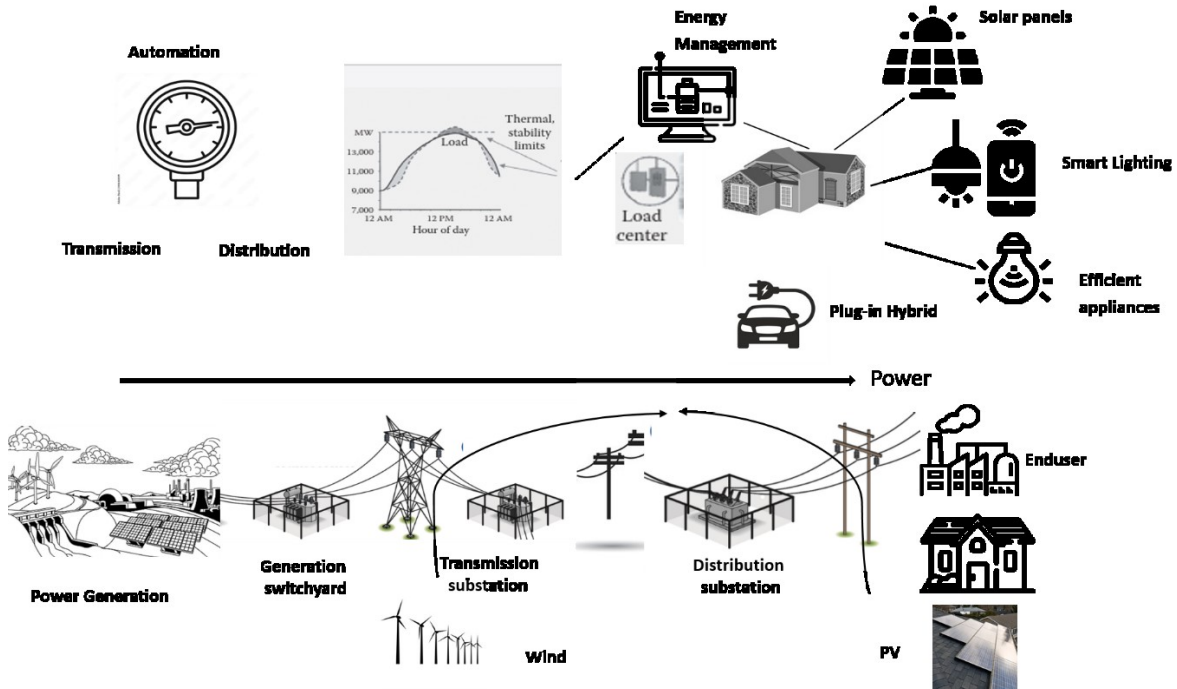 Automation
Transmission
Distribution
MW
13,000
11,000
9,000
7,000
12 AM
12 PM
12 AM
Hour of day
Load
Thermal,
stability
limits
Energy
Management
Load
center
Solar panels
Smart Lighting
Efficient
appliances
Plug-in Hybrid
Power
Power Generation
Generation
switchyard
Transmission
substation
Distribution
substation
Enduser
Wind
PV